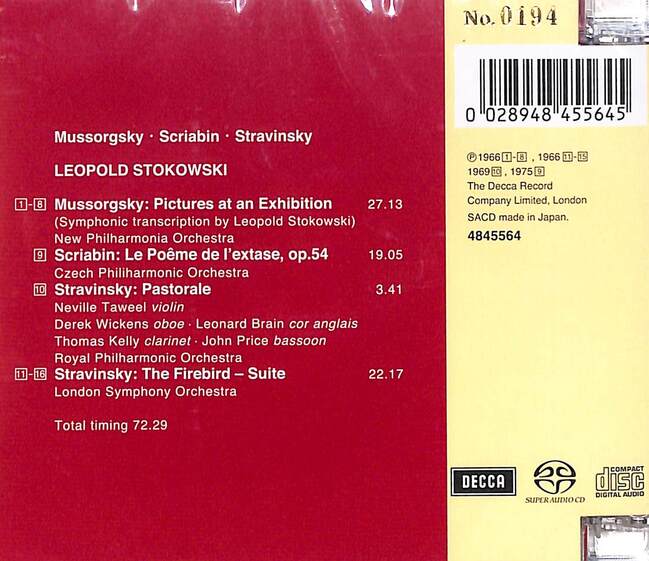 No. 0194
0 028948 455645
Mussorgsky · Scriabin · Stravinsky
LEOPOLD STOKOWSKI
1-8 Mussorgsky: Pictures at an Exhibition 27.13
(Symphonic transcription by Leopold Stokowski)
New Philharmonia Orchestra
9 Scriabin: Le Poême de l'extase, op.54 19.05
Czech Philiharmonic Orchestra
10 Stravinsky: Pastorale 3.41
Neville Taweel violin
Derek Wickens oboe · Leonard Brain cor anglais
Thomas Kelly clarinet · John Price bassoon
Royal Philharmonic Orchestra
11-16 Stravinsky: The Firebird – Suite 22.17
London Symphony Orchestra
Total timing 72.29
℗1966 1-8 , 1966 11-15
1969 10 , 1975 9
The Decca Record
Company Limited, London
SACD made in Japan.
4845564
DECCA
SUPER AUDIO CD
COMPACT
disc
DIGITAL AUDIO